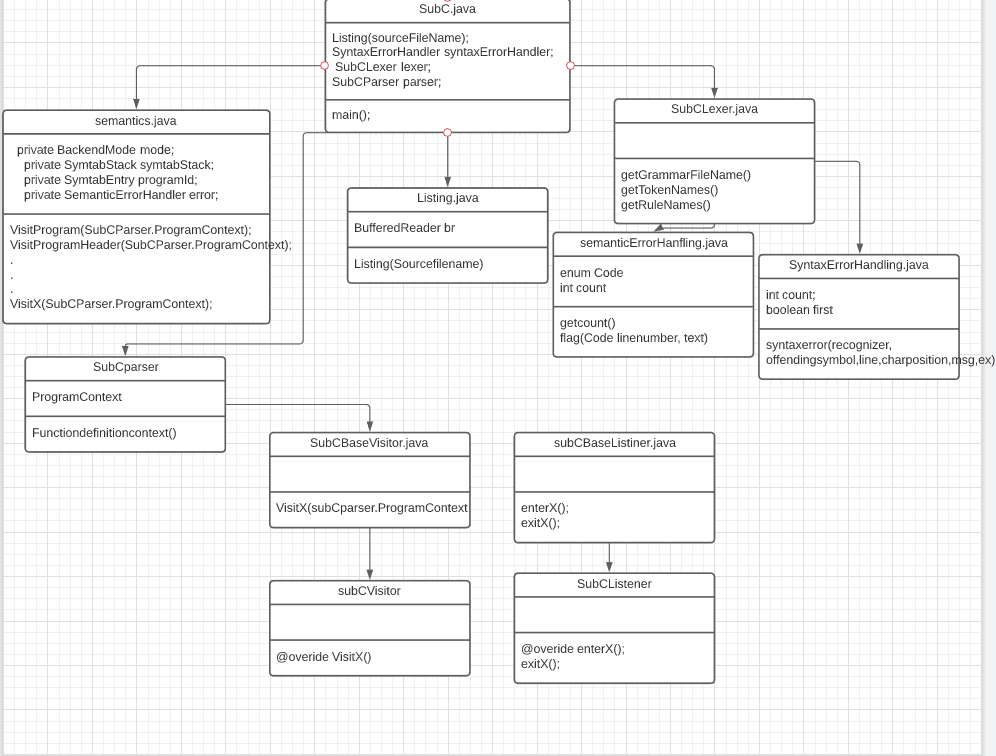 SubC.java
Listing(sourceFileName);
SyntaxErrorHandler syntaxErrorHandler;
SubCLexer lexer;
SubCParser parser;
main();
semantics.java
private BackendMode mode;
private SymtabStack symtabStack;
private SymtabEntry programId;
private SemanticErrorHandler error;
VisitProgram(SubCParser.ProgramContext);
VisitProgramHeader(SubCParser.ProgramContext);
.
.
.
VisitX(SubCParser.ProgramContext);
Listing.java
BufferedReader br
Listing(Sourcefilename)
SubCLexer.java
getGrammarFileName()
getTokenNames()
getRuleNames()
semanticErrorHanfling.java
enum Code
int count
getcount()
flag(Code linenumber, text)
SyntaxErrorHandling.java
int count;
boolean first
syntaxerror(recognizer,
offendingsymbol,line,charposition,msg,ex)
SubCparser
ProgramContext
Functiondefinitioncontext()
SubCBaseVisitor.java
VisitX(subCparser.ProgramContext
subCBaseListiner.java
enterX();
exitX();
subCVisitor
@override VisitX()
SubCListener
@override enterX();
exitX();